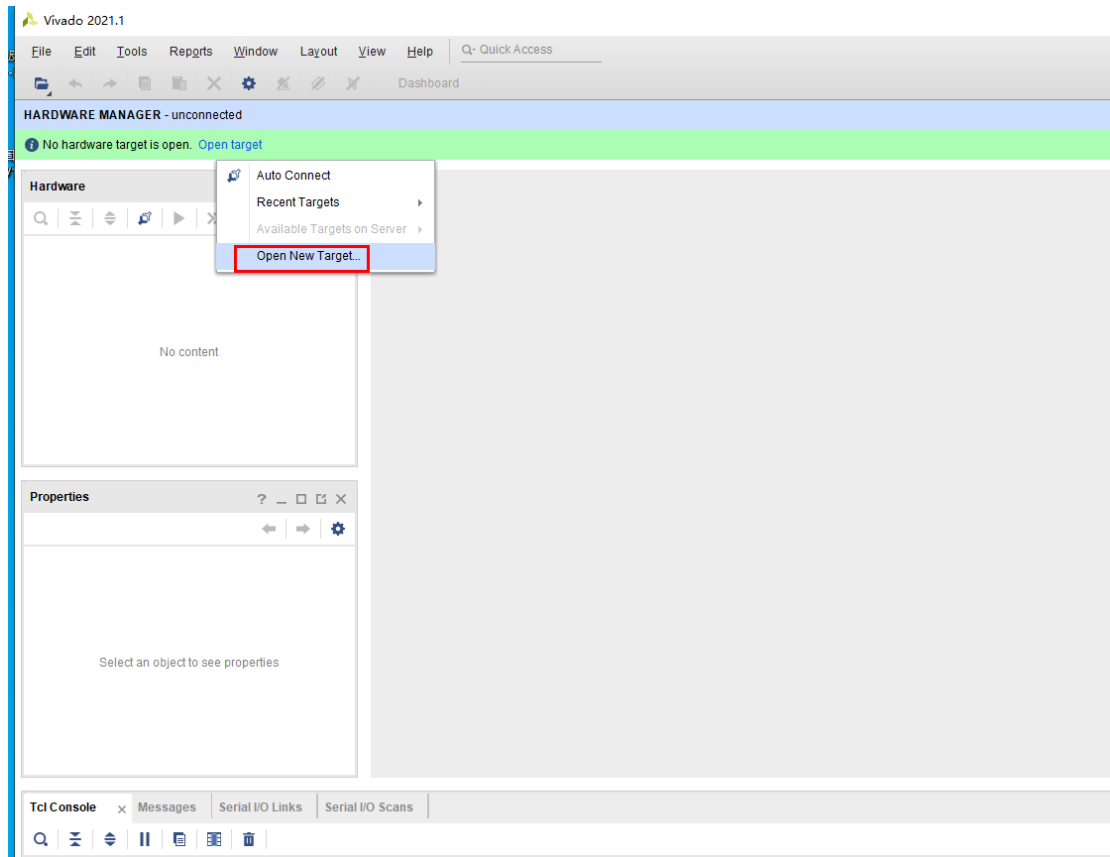 Vivado 2021.1
File Edit Tools Reports Window Layout View Help Q- Quick Access
Dashboard
HARDWARE MANAGER - unconnected
No hardware target is open. Open target
Auto Connect
Recent Targets
Available Targets on Server
Open New Target...
Hardware
No content
Properties
Select an object to see properties
Tcl Console Messages Serial I/O Links Serial I/O Scans